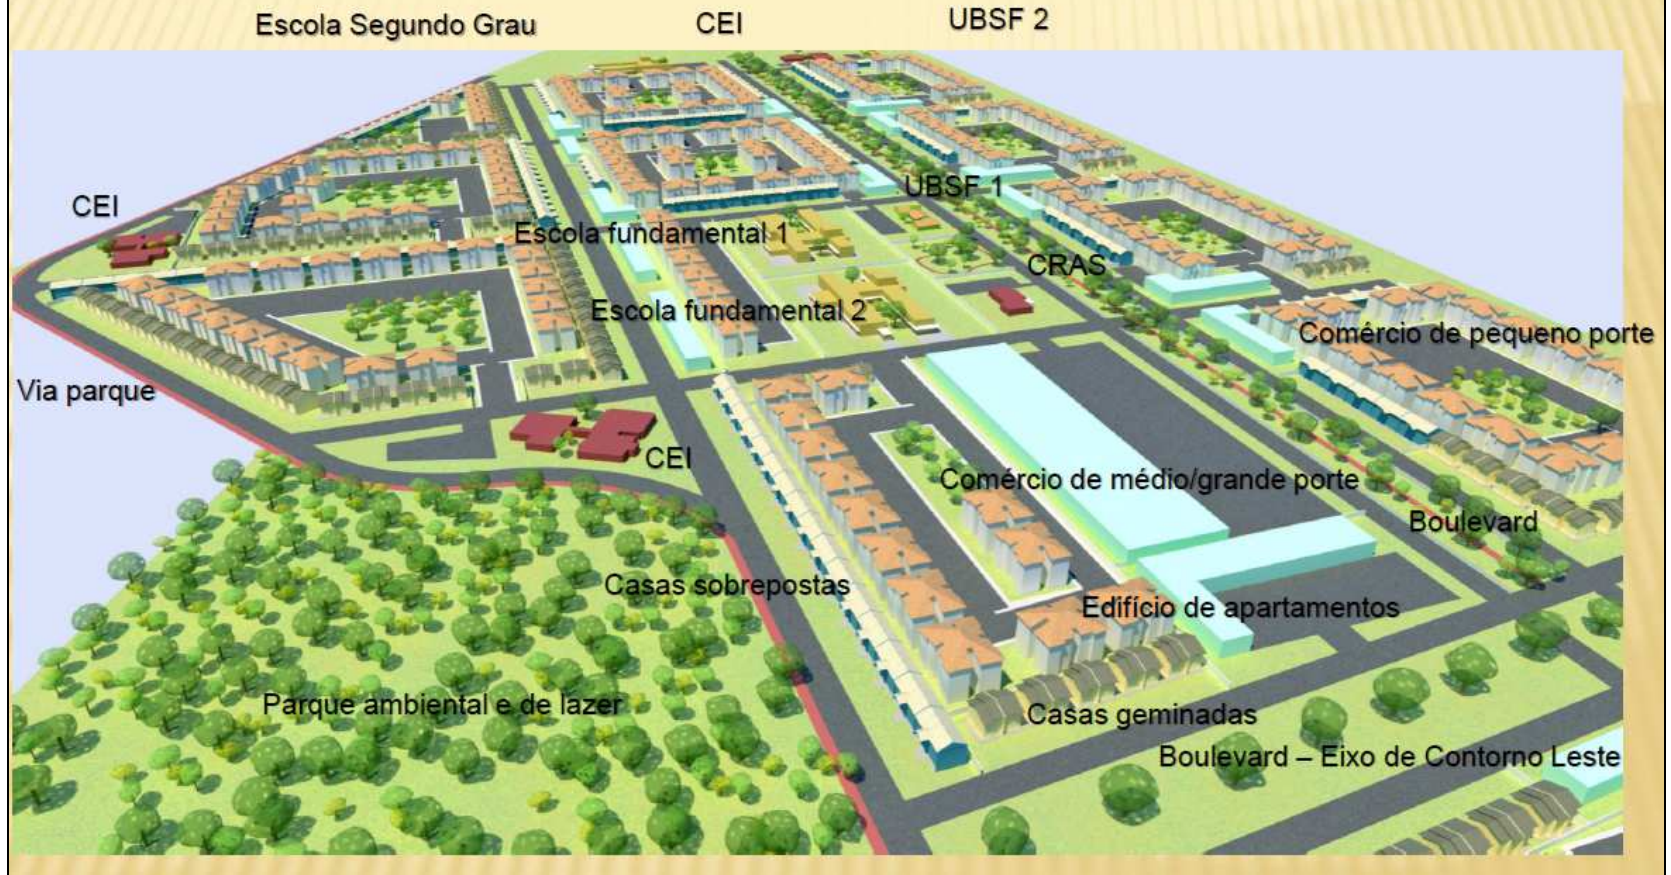 Escola Segundo Grau
CEI
UBSF 2
CEI
UBSF 1
Escola fundamental 1
CRAS
Escola fundamental 2
Comércio de pequeno porte
Via parque
CEI
Comércio de médio/grande porte
Boulevard
Casas sobrepostas
Edifício de apartamentos
Parque ambiental e de lazer
Casas geminadas
Boulevard – Eixo de Contorno Leste